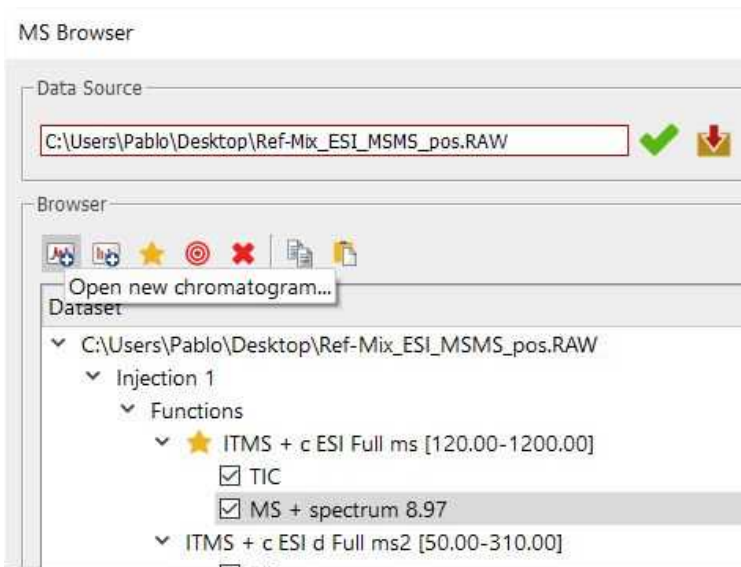 MS Browser
Data Source
C:\Users\Pablo\Desktop\Ref-Mix_ESI_MSMS_pos.RAW
Browser
Open new chromatogram...
Dataset
C:\Users\Pablo\Desktop\Ref-Mix_ESI_MSMS_pos.RAW
Injection 1
Functions
ITMS + c ESI Full ms [120.00-1200.00]
TIC
MS + spectrum 8.97
ITMS + c ESI d Full ms2 [50.00-310.00]